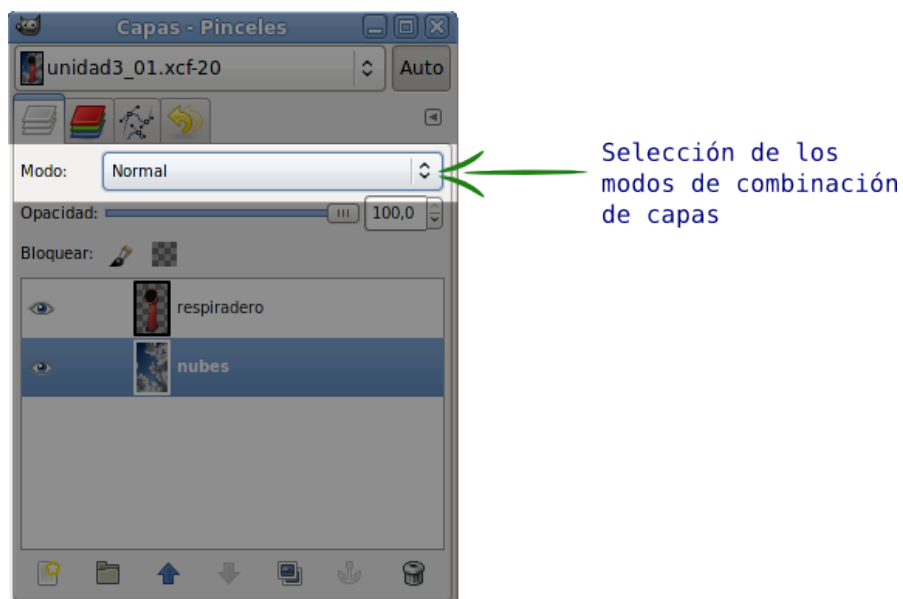 Capas - Pinceles
unidad3_01.xcf-20
Auto
Modo:
Normal
Selección de los
modos de combinación
de capas
Opacidad:
100,0
Bloquear:
respiradero
nubes